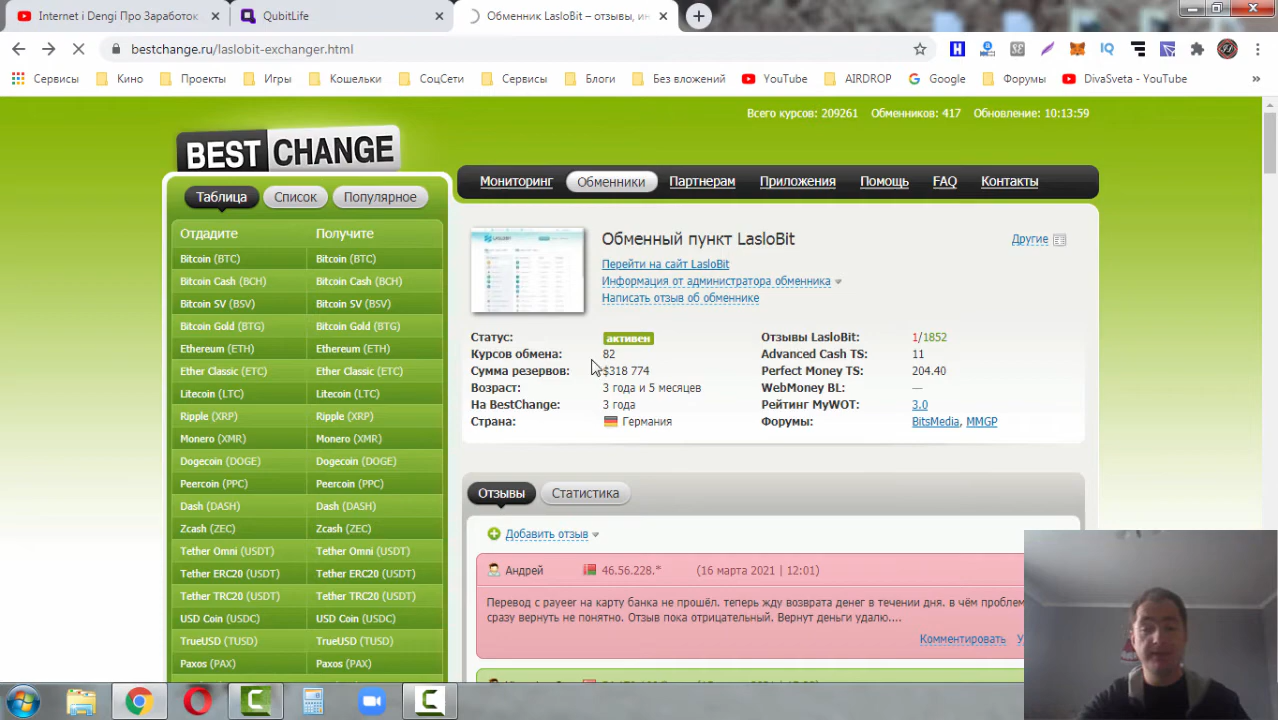 Internet i Dengi Про Заработок
QubitLife
Обменник LasloBit – отзывы, ин
bestchange.ru/laslobit-exchanger.html
Сервисы
Кино
Проекты
Игры
Кошельки
СоцСети
Сервисы
Блоги
Без вложений
YouTube
AIRDROP
Google
Форумы
DivaSveta - YouTube
Всего курсов: 209261 Обменников: 417 Обновление: 10:13:59
BEST CHANGE
Мониторинг Обменники Партнерам Приложения Помощь FAQ Контакты
Таблица Список Популярное
Отдадите Получите
Bitcoin (BTC) Bitcoin (BTC)
Bitcoin Cash (BCH) Bitcoin Cash (BCH)
Bitcoin SV (BSV) Bitcoin SV (BSV)
Bitcoin Gold (BTG) Bitcoin Gold (BTG)
Ethereum (ETH) Ethereum (ETH)
Ether Classic (ETC) Ether Classic (ETC)
Litecoin (LTC) Litecoin (LTC)
Ripple (XRP) Ripple (XRP)
Monero (XMR) Monero (XMR)
Dogecoin (DOGE) Dogecoin (DOGE)
Peercoin (PPC) Peercoin (PPC)
Dash (DASH) Dash (DASH)
Zcash (ZEC) Zcash (ZEC)
Tether Omni (USDT) Tether Omni (USDT)
Tether ERC20 (USDT) Tether ERC20 (USDT)
Tether TRC20 (USDT) Tether TRC20 (USDT)
USD Coin (USDC) USD Coin (USDC)
TrueUSD (TUSD) TrueUSD (TUSD)
Paxos (PAX) Paxos (PAX)
Обменный пункт LasloBit
Другие
Перейти на сайт LasloBit
Информация от администратора обменника
Написать отзыв об обменнике
Статус: активен
Курсов обмена: 82
Сумма резервов: $318 774
Возраст: 3 года и 5 месяцев
На BestChange: 3 года
Страна: Германия
Отзывы LasloBit: 1/1852
Advanced Cash TS: 11
Perfect Money TS: 204.40
WebMoney BL: —
Рейтинг MyWOT: 3.0
Форумы: BitsMedia, MMGP
Отзывы Статистика
Добавить отзыв
Андрей 46.56.228.* (16 марта 2021 | 12:01)
Перевод с payeer на карту банка не прошёл. теперь жду возврата денег в течении дня. в чём проблем
сразу вернуть не понятно. Отзыв пока отрицательный. Вернут деньги удалю....
Комментировать